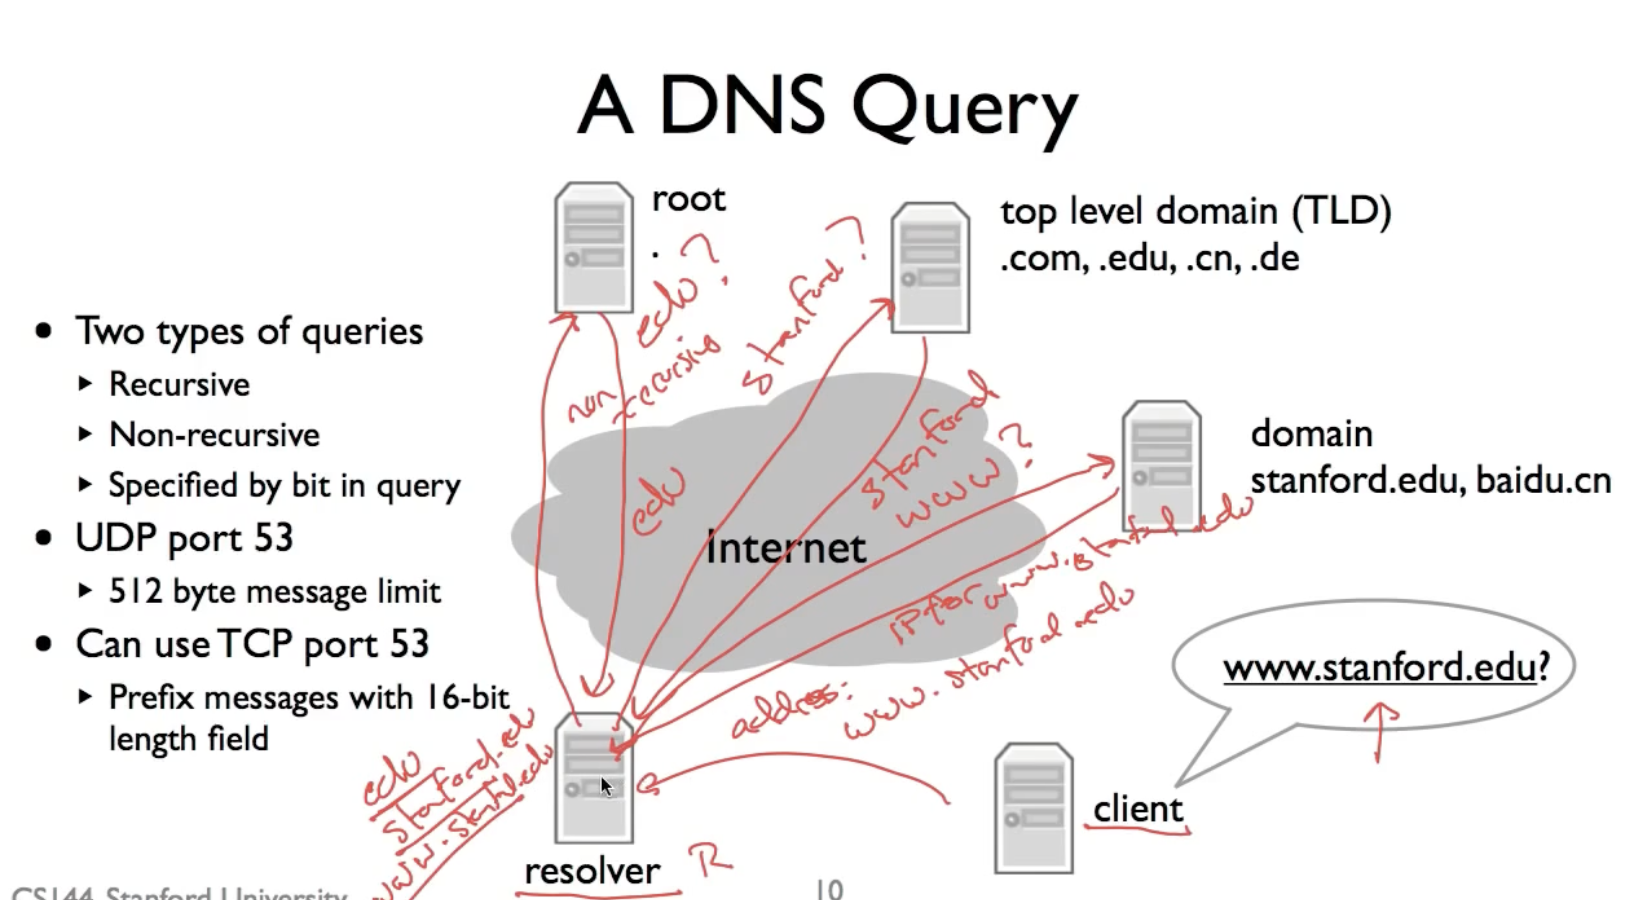 A DNS Query
root
.
edu?
non
recursive
stanford?
top level domain (TLD)
.com, .edu, .cn, .de
• Two types of queries
▸ Recursive
▸ Non-recursive
▸ Specified by bit in query
• UDP port 53
▸ 512 byte message limit
• Can use TCP port 53
▸ Prefix messages with 16-bit
length field
edu
stanford
www?
Internet
domain
stanford.edu, baidu.cn
IP for www.stanford.edu
address:
www.stanford.edu
www.stanford.edu?
edu
stanford.edu
www.stanford.edu
client
resolver
R
CS144, Stanford University
10